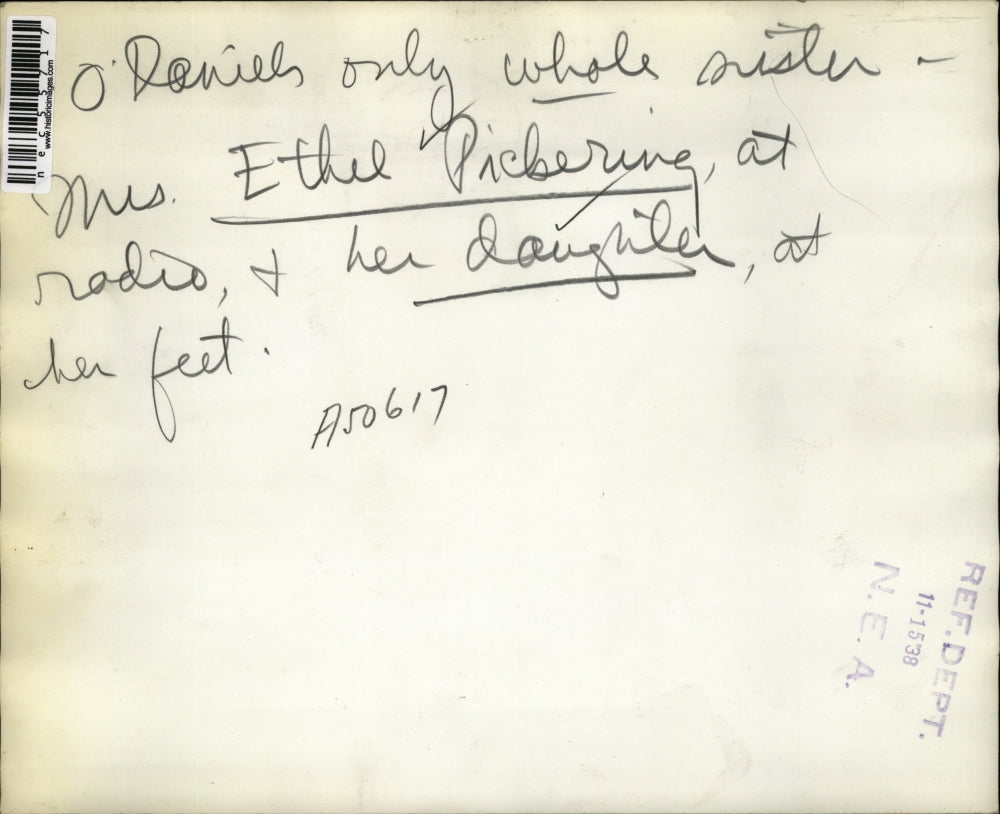 O'Daniels only whole sister -
Mrs. Ethel Pickering, at
radio, & her daughter, at
her feet.
A50617
REF. DEPT.
11-15 38
N. E. A.
www.historicimages.com